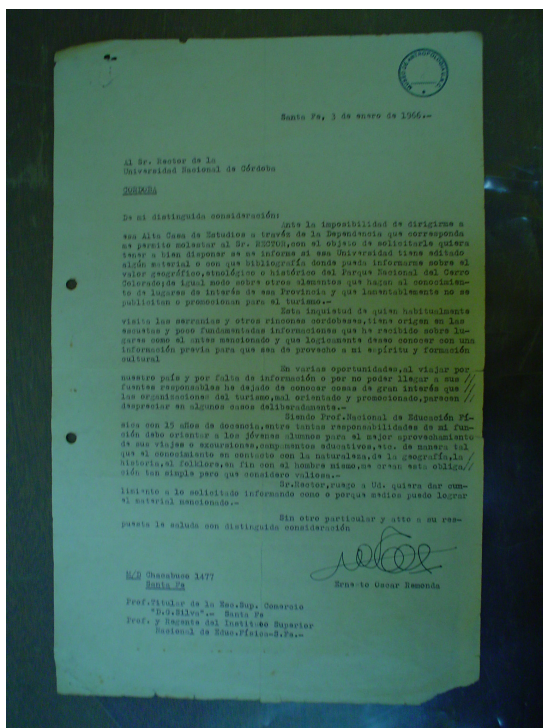 Santa Fe, 3 de enero de 1966.-
Al Sr. Rector de la
Universidad Nacional de Córdoba
CORDOBA
De mi distinguida consideración:
Ante la imposibilidad de dirigirme a
esa Alta Casa de Estudios a través de la Dependencia que corresponda
me permito molestar al Sr. RECTOR,con el objeto de solicitarle quiera
tener a bien disponer se me informe si esa Universidad tiene editado
algún material o con que bibliografía donde pueda informarme sobre el
valor geográfico,etnológico e histórico del Parque Nacional del Cerro
Colorado;de igual modo sobre otros elementos que hagan al conocimien-
to de lugares de interés de esa Provincia y que lamentablemente no se
publicitan o promocionan para el turismo.-
Esta inquietud de quien habitualmente
visita las serranías y otros rincones cordobeses,tiene origen en las
escuetas y poco fundamentadas informaciones que ha recibido sobre lu-
gares como el antes mencionado y que logicamente deseo conocer con una
información previa para que sea de provecho a mi espíritu y formación
cultural
En varias oportunidades,al viajar por
nuestro país y por falta de información o por no poder llegar a sus //
fuentes responsables he dejado de conocer cosas de gran interés que //
las organizaciones del turismo,mal orientado y promocionado,parecen //
despreciar en algunos casos deliberadamente.-
Siendo Prof.Nacional de Educación Fí-
sica con 19 años de docencia,entre tantas responsabilidades de mi fun-
ción debo orientar a los jóvenes alumnos para el mejor aprovechamiento
de sus viajes o excursiones,campamentos educativos,etc. de manera tal
que el conocimiento en contacto con la naturaleza,de la geografía,la /
historia,el folklore,en fin con el hombre mismo,me crean esta obliga//
ción tan simple pero que considero valiosa.-
Sr.Rector,ruego a Ud. quiera dar cum-
limiento a lo solicitado informando como o porque medios puedo lograr
el material mencionado.-
Sin otro particular y atto a su res-
puesta le saluda con distinguida consideración
Ernesto Oscar Remonda
S/D Chacabuco 1477
Santa Fe
Prof.Titular de la Esc.Sup. Comercio
"D.G.Silva".- Santa Fe
Prof. y Regente del Instituto Superior
Nacional de Educ.Física-S.Fe.-